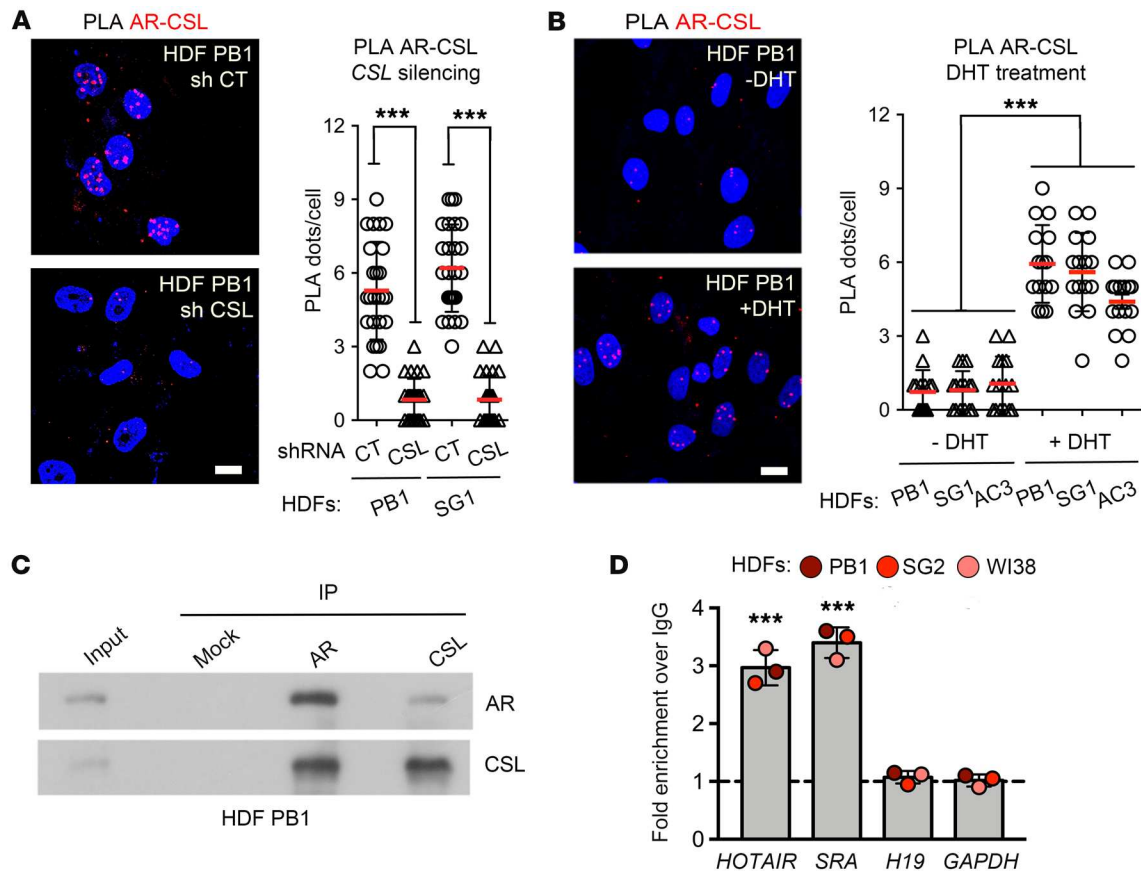 A
PLA AR-CSL
HDF PB1
sh CT
HDF PB1
sh CSL
PLA AR-CSL
CSL silencing
***
***
PLA dots/cell
12
9
6
3
0
shRNA
CT
CSL
CT
CSL
HDFs:
PB1
SG1
B
PLA AR-CSL
HDF PB1
-DHT
HDF PB1
+DHT
PLA AR-CSL
DHT treatment
***
PLA dots/cell
12
9
6
3
0
- DHT
+ DHT
HDFs:
PB1
SG1
AC3
PB1
SG1
AC3
C
IP
Input
Mock
AR
CSL
AR
CSL
HDF PB1
D
HDFs: PB1 SG2 WI38
Fold enrichment over IgG
4
3
2
1
0
***
***
HOTAIR
SRA
H19
GAPDH